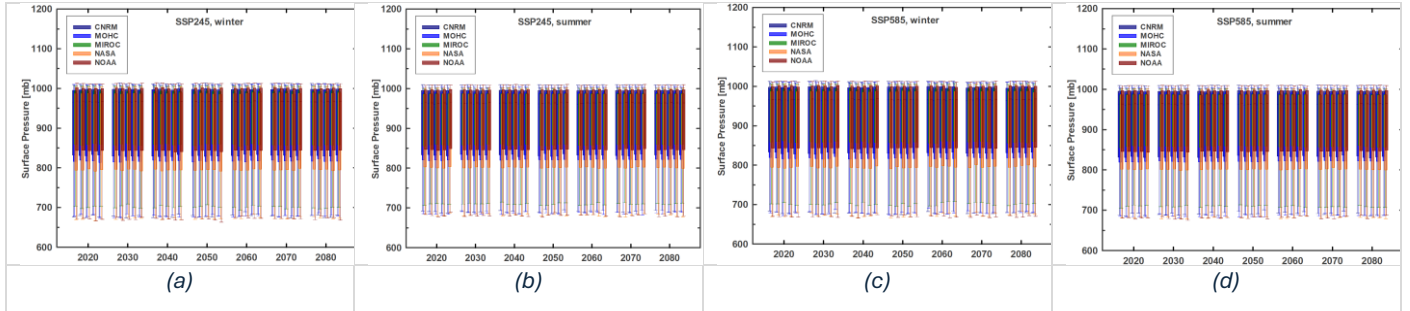 SSP245, winter
CNRM
MOHC
MIROC
NASA
NOAA
Surface Pressure [mb]
1200
1100
1000
900
800
700
600
2020 2030 2040 2050 2060 2070 2080
(a)
SSP245, summer
CNRM
MOHC
MIROC
NASA
NOAA
Surface Pressure [mb]
1200
1100
1000
900
800
700
600
2020 2030 2040 2050 2060 2070 2080
(b)
SSP585, winter
CNRM
MOHC
MIROC
NASA
NOAA
Surface Pressure [mb]
1200
1100
1000
900
800
700
600
2020 2030 2040 2050 2060 2070 2080
(c)
SSP585, summer
CNRM
MOHC
MIROC
NASA
NOAA
Surface Pressure [mb]
1200
1100
1000
900
800
700
600
2020 2030 2040 2050 2060 2070 2080
(d)